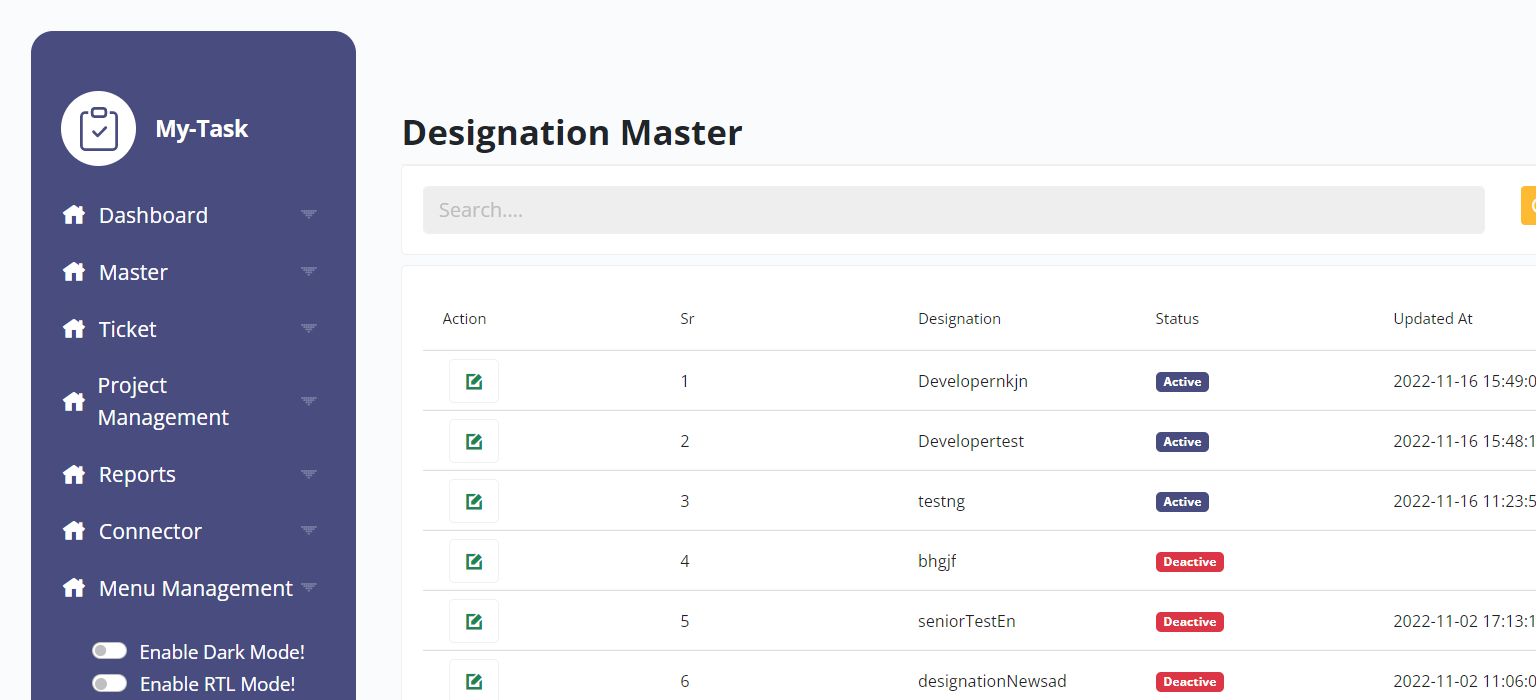 My-Task
Dashboard
Master
Ticket
Project
Management
Reports
Connector
Menu Management
Enable Dark Mode!
Enable RTL Mode!
Designation Master
Search....
Action Sr Designation Status Updated At
1 Developernkjn Active 2022-11-16 15:49:0
2 Developertest Active 2022-11-16 15:48:1
3 testng Active 2022-11-16 11:23:5
4 bhgjf Deactive
5 seniorTestEn Deactive 2022-11-02 17:13:1
6 designationNewsad Deactive 2022-11-02 11:06:0